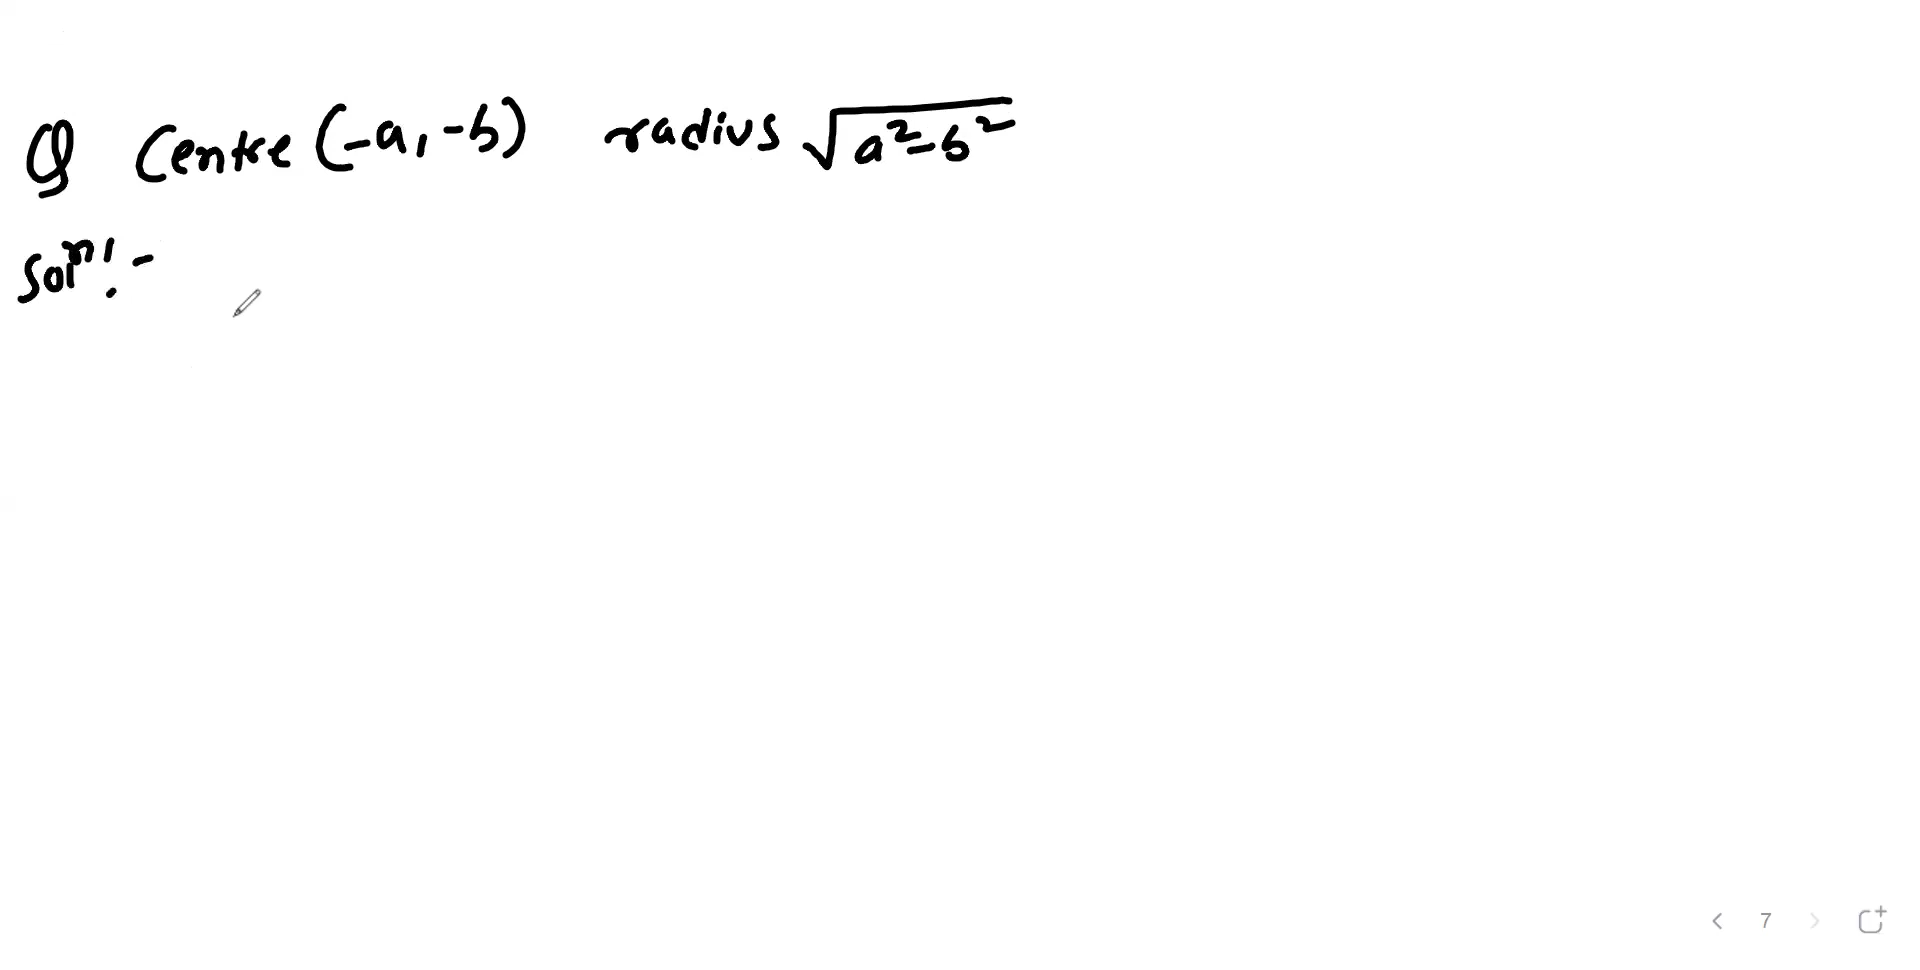 Q Centre (-a, -b) radius √(a²-b²)
Solⁿ:-
7